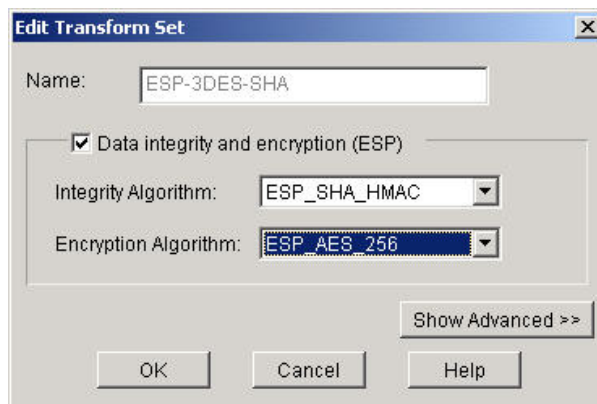 Edit Transform Set
Name: ESP-3DES-SHA
Data integrity and encryption (ESP)
Integrity Algorithm: ESP_SHA_HMAC
Encryption Algorithm: ESP_AES_256
Show Advanced >>
OK Cancel Help